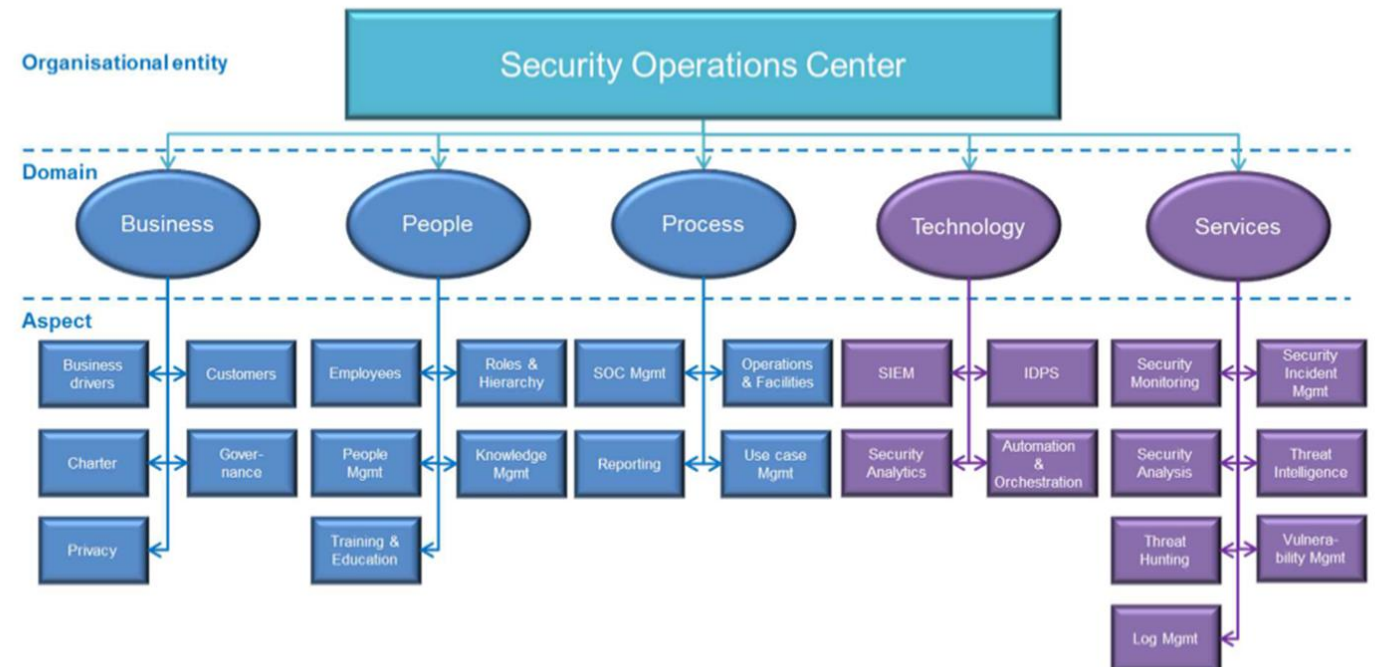 Organisational entity
Security Operations Center
Domain
Business
People
Process
Technology
Services
Aspect
Business
drivers
Customers
Employees
Roles &
Hierarchy
SOC Mgmt
Operations
& Facilities
SIEM
IDPS
Security
Monitoring
Security
Incident
Mgmt
Charter
Gover-
nance
People
Mgmt
Knowledge
Mgmt
Reporting
Use case
Mgmt
Security
Analytics
Automation
&
Orchestration
Security
Analysis
Threat
Intelligence
Privacy
Training &
Education
Threat
Hunting
Vulnera-
bility Mgmt
Log Mgmt